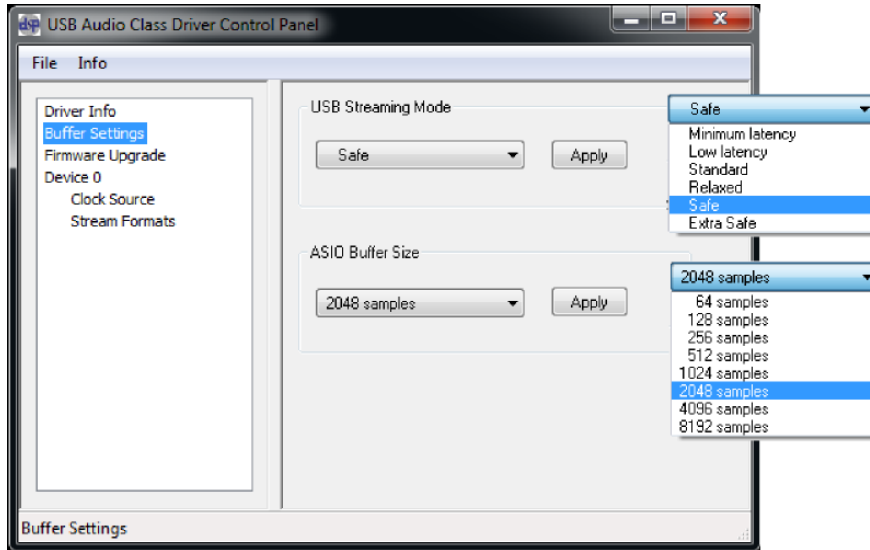 dsp USB Audio Class Driver Control Panel
File Info
Driver Info
Buffer Settings
Firmware Upgrade
Device 0
Clock Source
Stream Formats
USB Streaming Mode
Safe
Apply
ASIO Buffer Size
2048 samples
Apply
Safe
Minimum latency
Low latency
Standard
Relaxed
Safe
Extra Safe
2048 samples
64 samples
128 samples
256 samples
512 samples
1024 samples
2048 samples
4096 samples
8192 samples
Buffer Settings